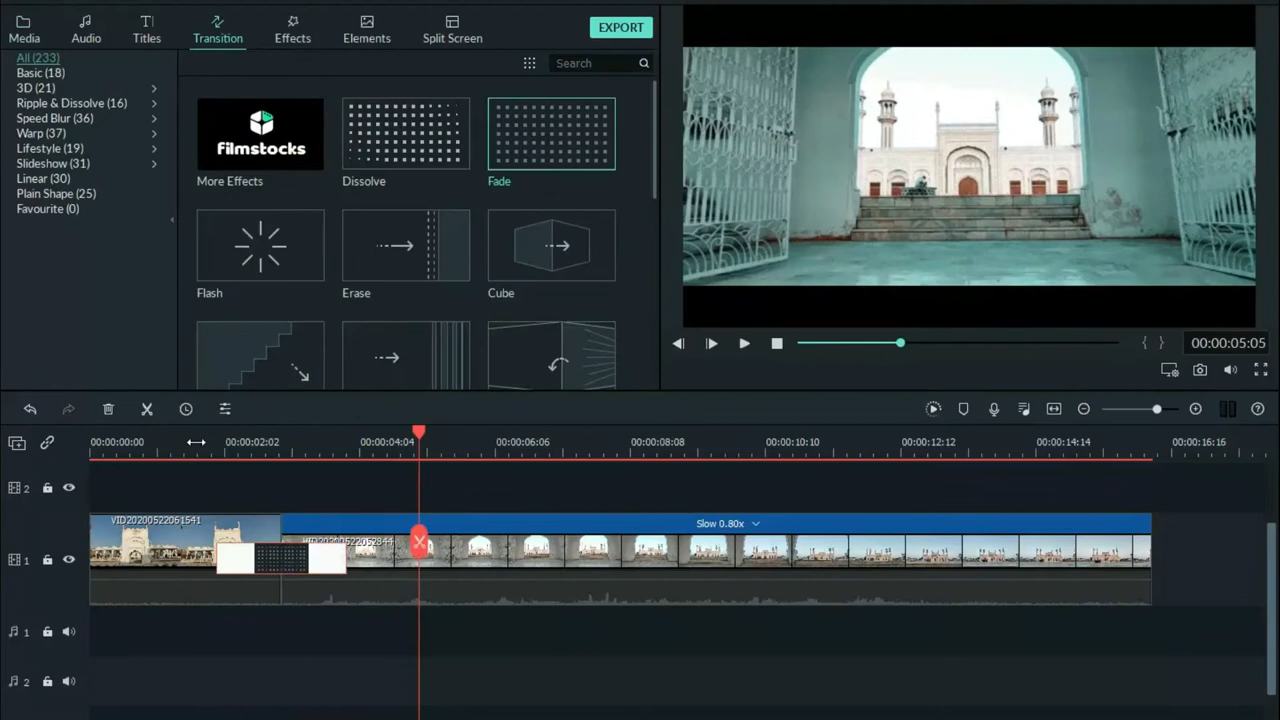 Media
Audio
Titles
Transition
Effects
Elements
Split Screen
EXPORT
All (233)
Basic (18)
3D (21)
Ripple & Dissolve (16)
Speed Blur (36)
Warp (37)
Lifestyle (19)
Slideshow (31)
Linear (30)
Plain Shape (25)
Favourite (0)
Search
filmstocks
More Effects
Dissolve
Fade
Flash
Erase
Cube
00:00:05:05
00:00:00:00
00:00:02:02
00:00:04:04
00:00:06:06
00:00:08:08
00:00:10:10
00:00:12:12
00:00:14:14
00:00:16:16
2
VID20200522051541
Slow 0.80x
VID20200522052844
1
1
2